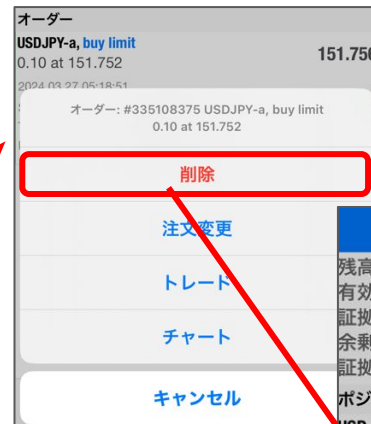 オーダー
USDJPY-a, buy limit
0.10 at 151.752
151.756
2024.03.27 05:18:51
オーダー: #335108375 USDJPY-a, buy limit
0.10 at 151.752
削除
注文変更
トレード
チャート
キャンセル
残高
有効
証拠
余剰
証拠
ポジ